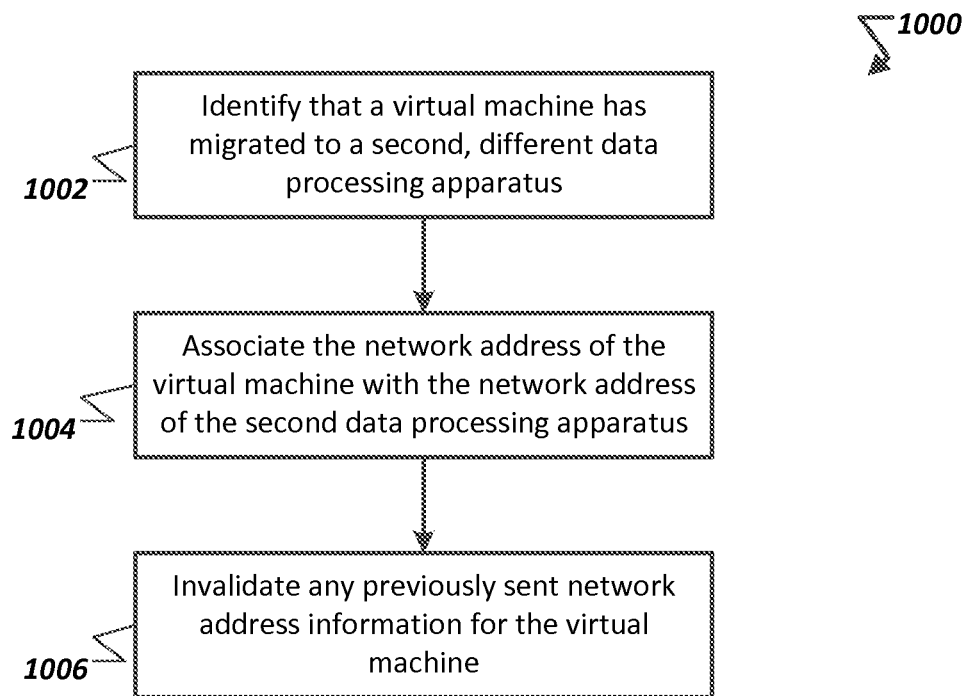 1000
Identify that a virtual machine has
migrated to a second, different data
processing apparatus
1002
Associate the network address of the
virtual machine with the network address
of the second data processing apparatus
1004
Invalidate any previously sent network
address information for the virtual
machine
1006